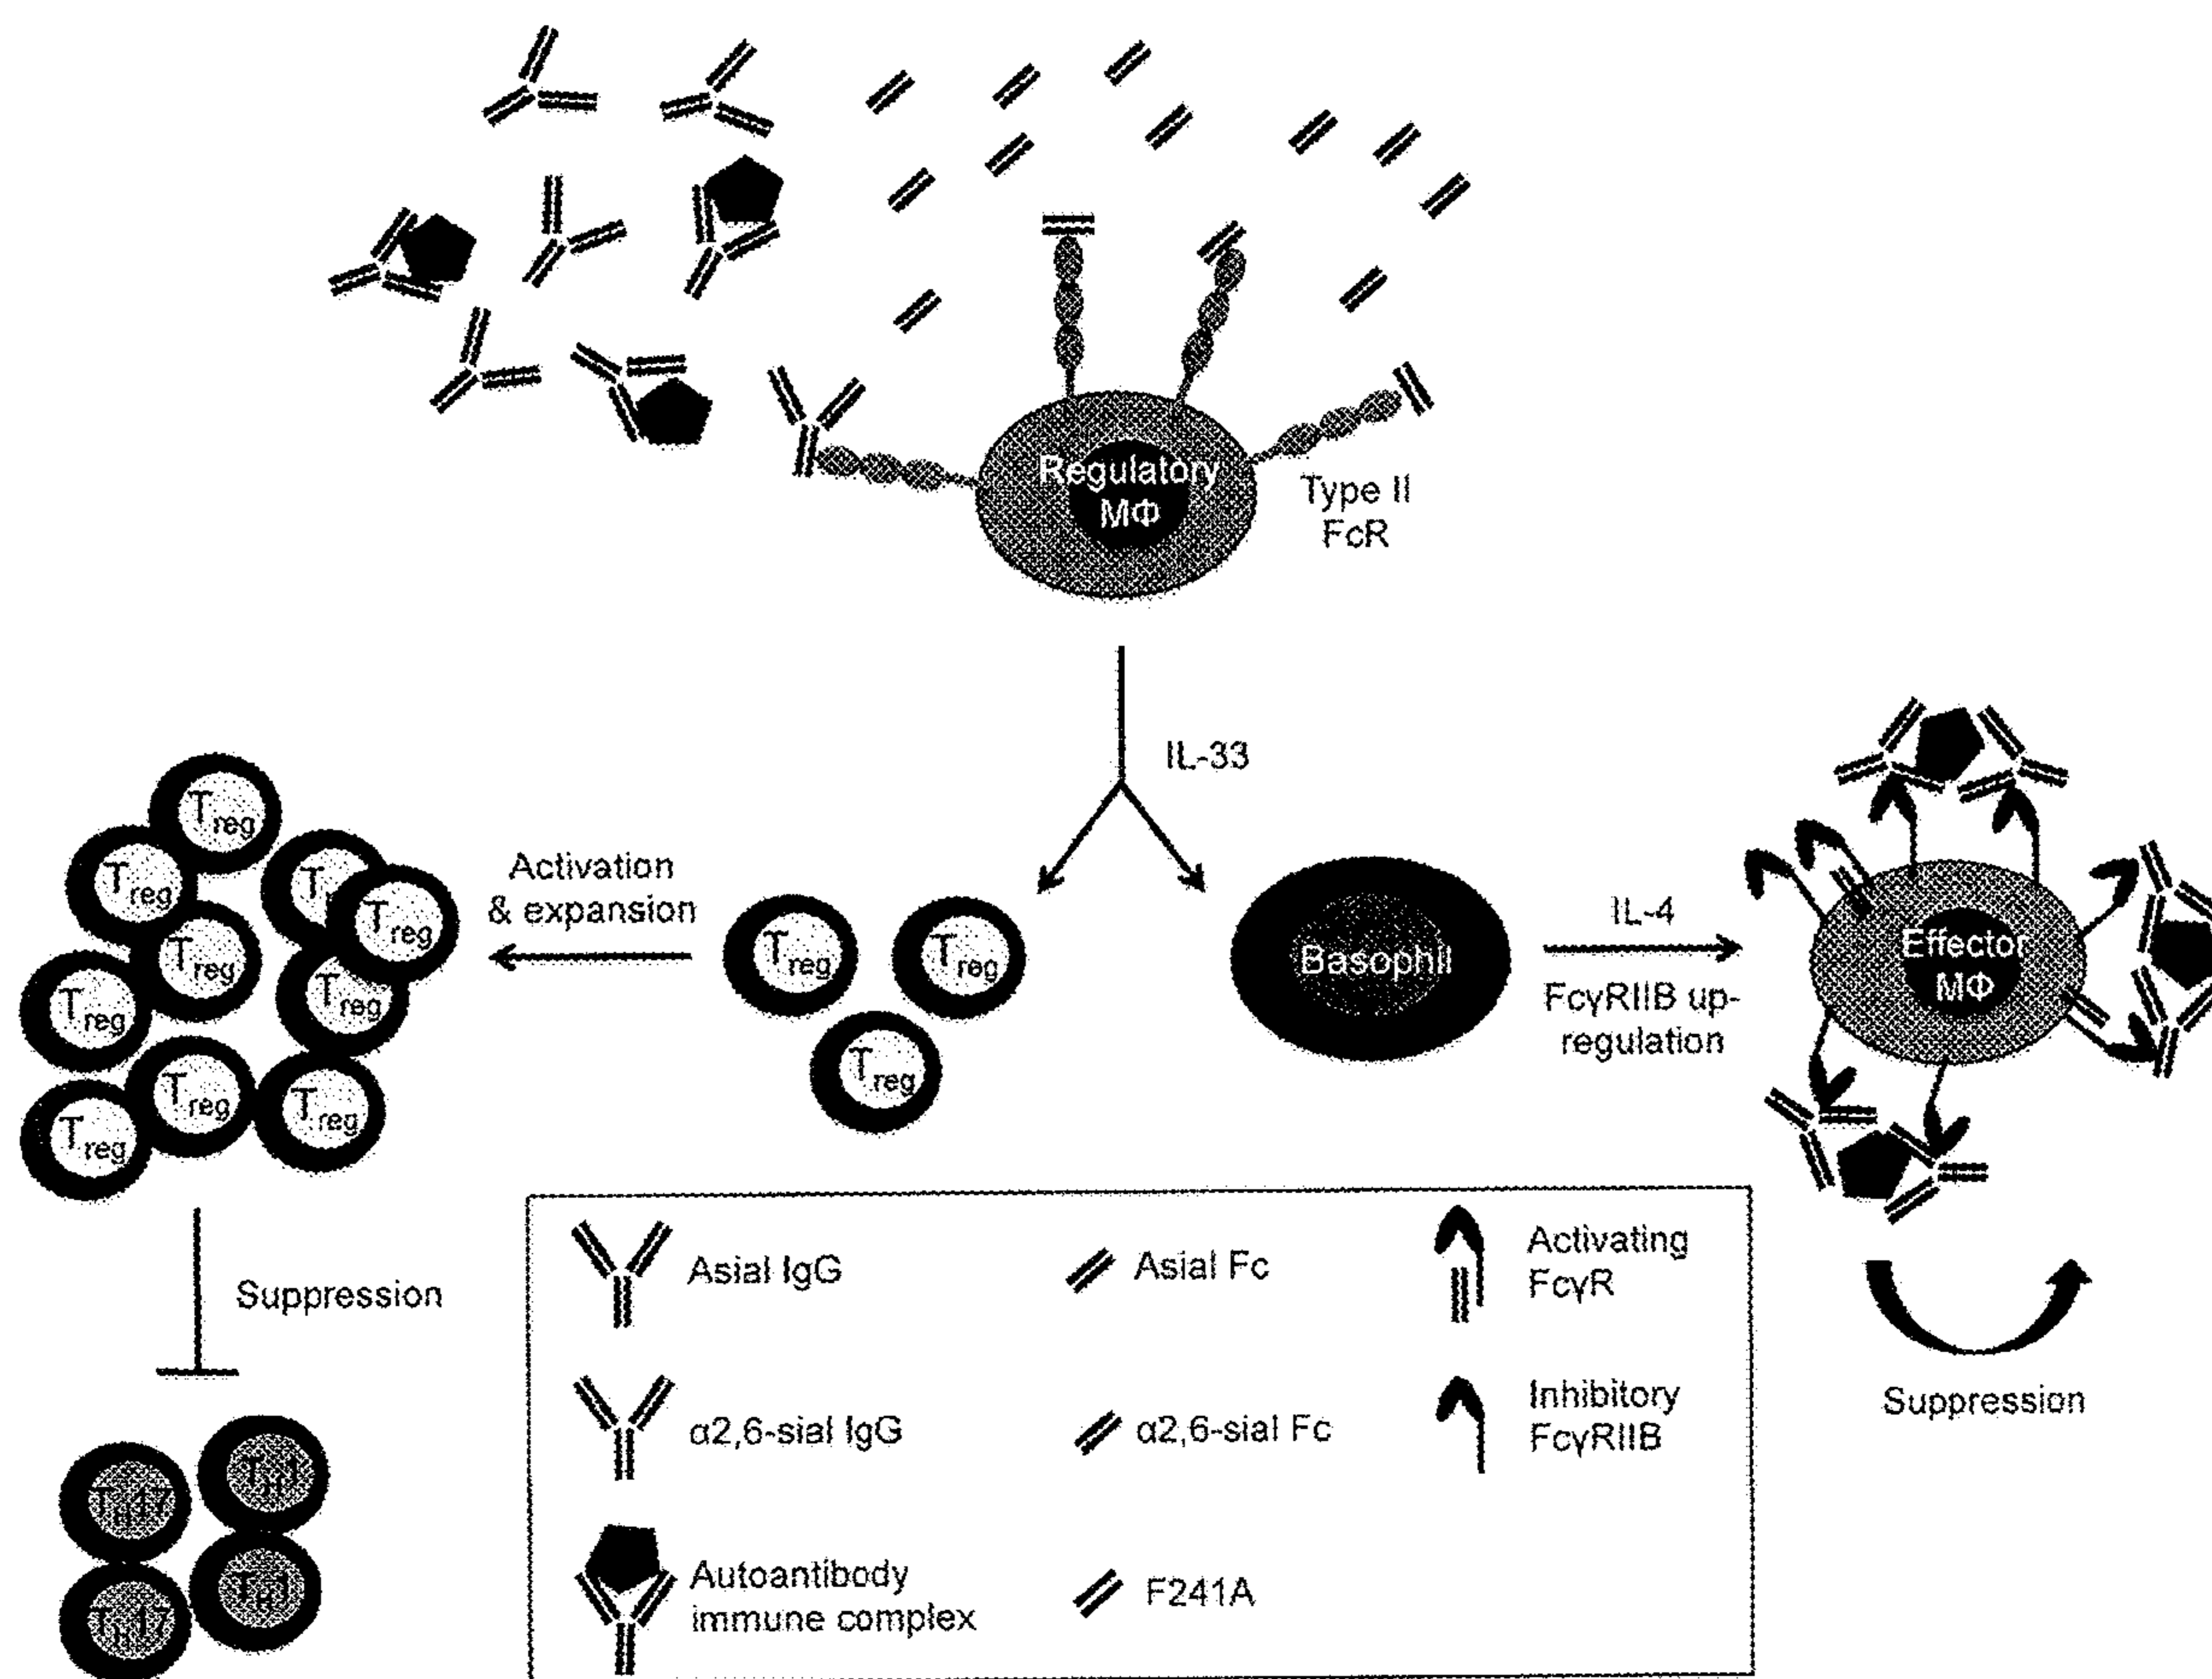 Regulatory
MΦ
Type II
FcR
IL-33
Treg
Treg
Treg
Treg
Treg
Treg
Treg
Treg
Treg
Treg
Activation
& expansion
Treg
Treg
Treg
Basophil
IL-4
FcγRIIB up-
regulation
Effector
MΦ
Suppression
Suppression
TH17
TH1
TH17
TH1
Asial IgG
Asial Fc
Activating
FcγR
α2,6-sial IgG
α2,6-sial Fc
Inhibitory
FcγRIIB
Autoantibody
immune complex
F241A